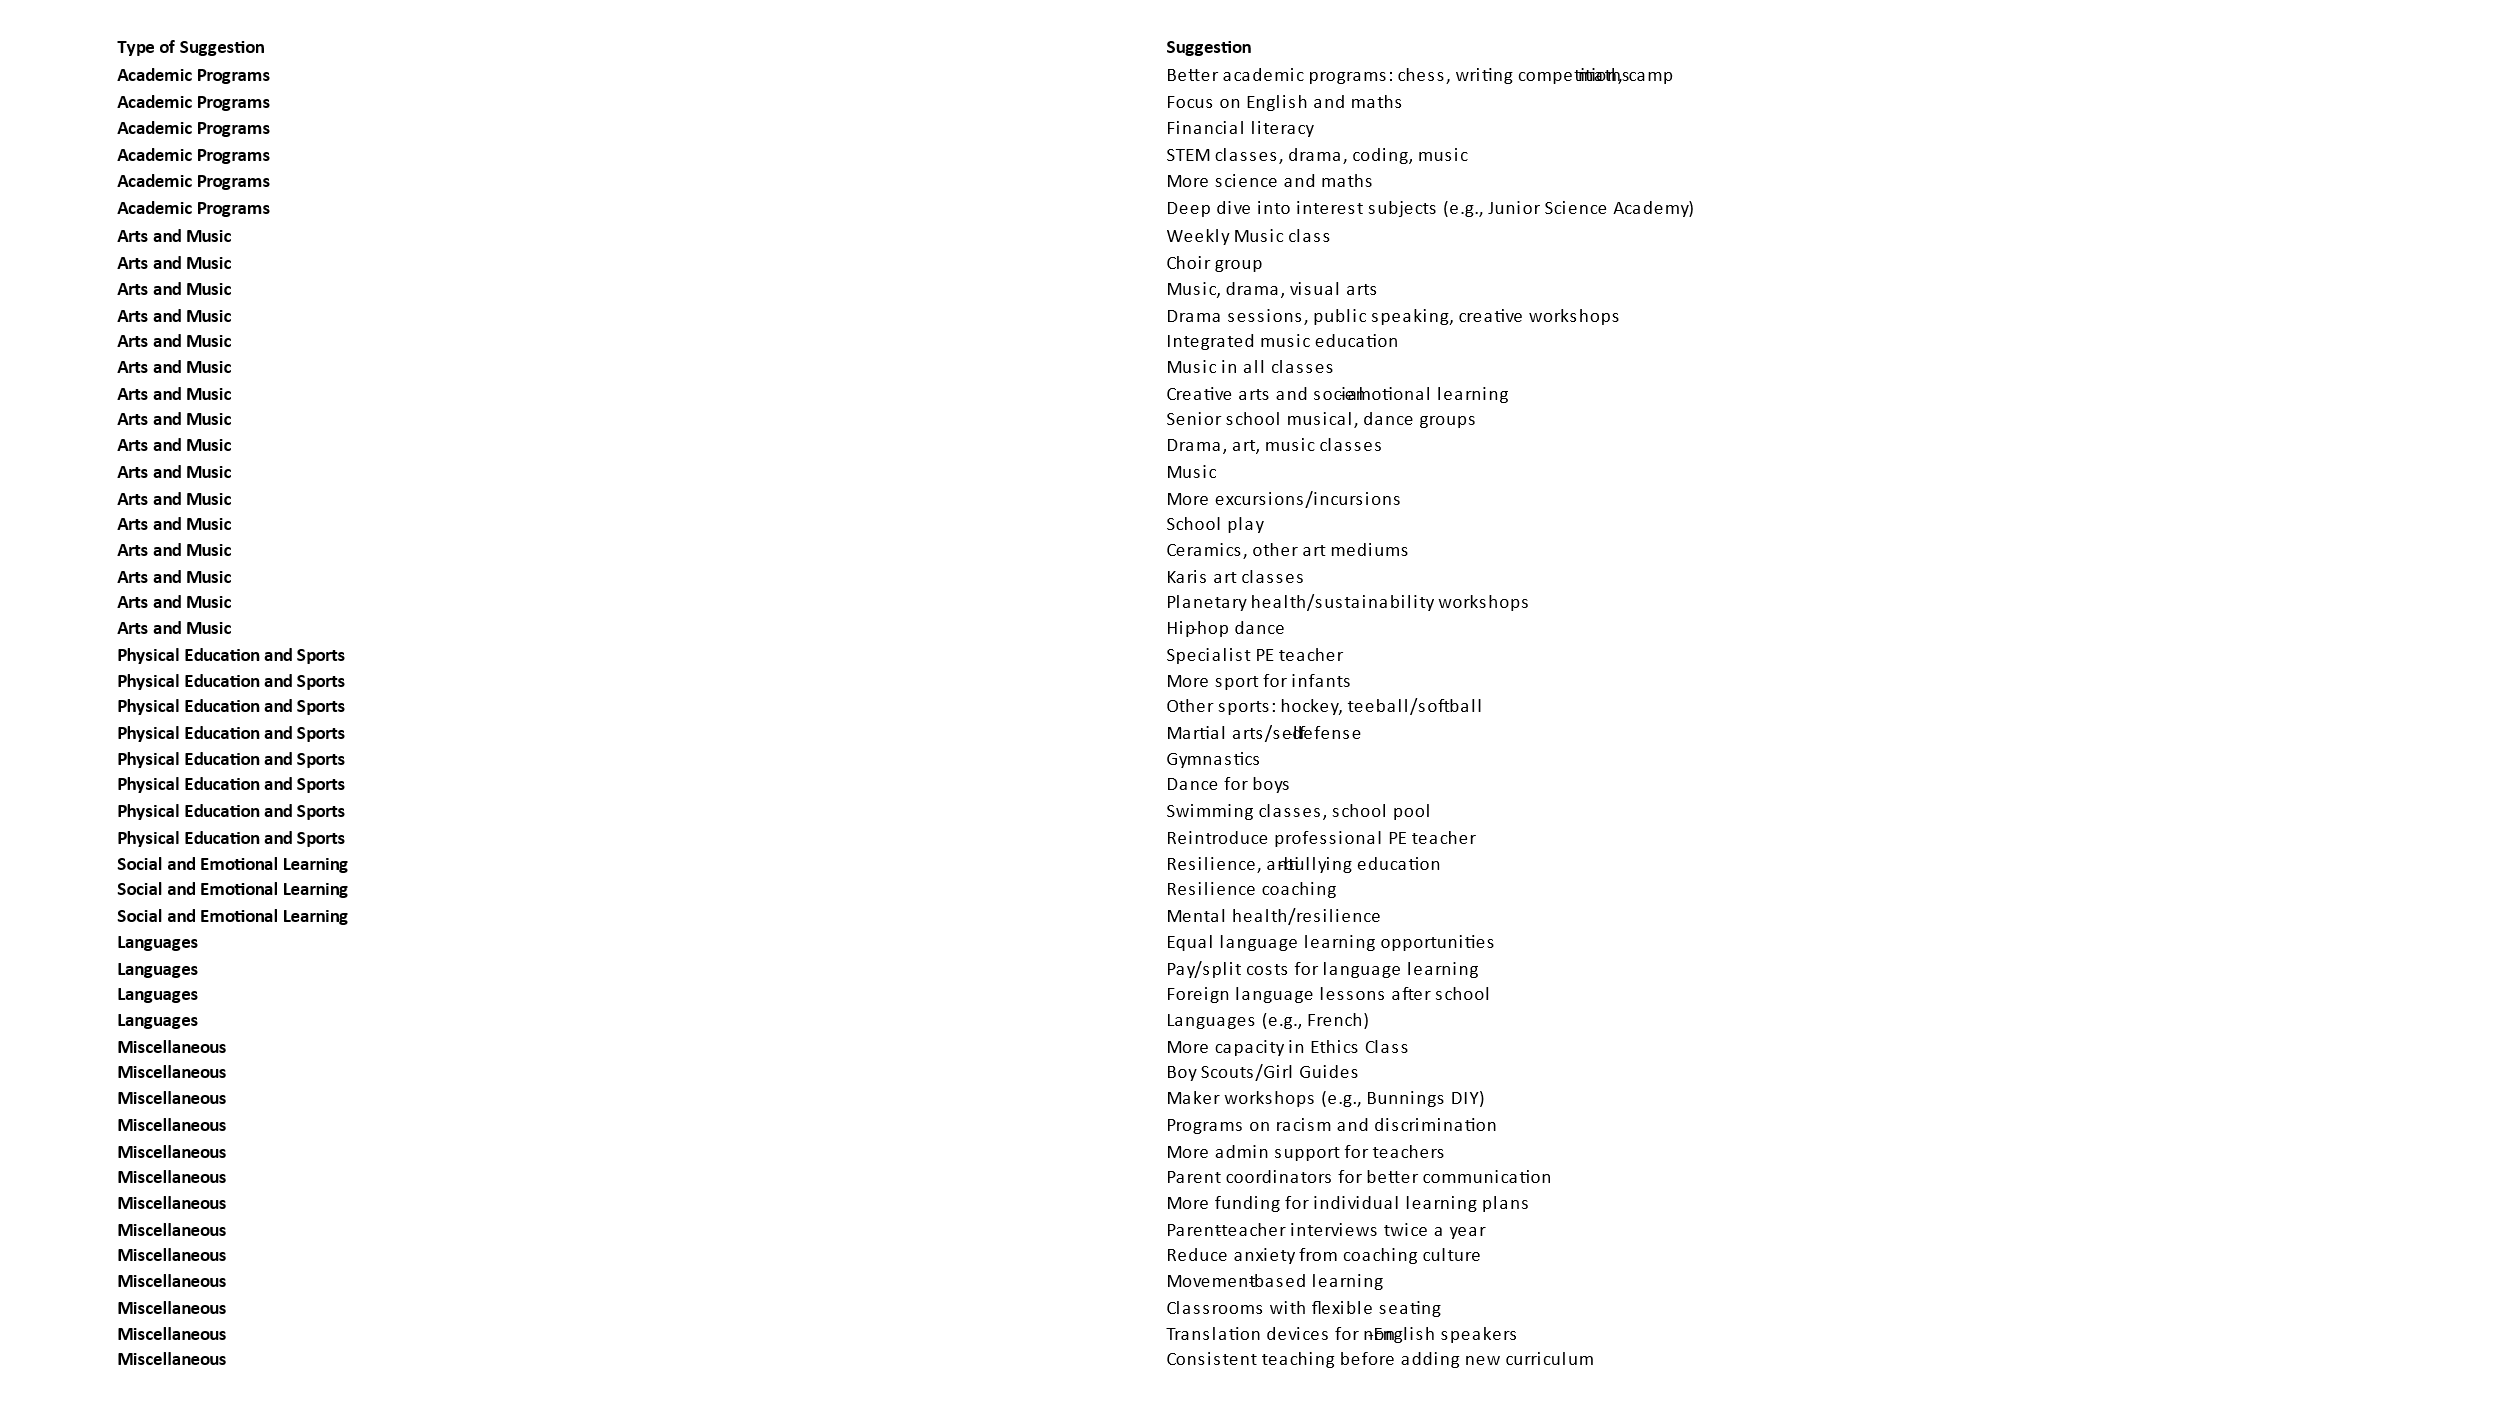 Type of Suggestion Suggestion
Academic Programs Better academic programs: chess, writing competitions, maths camp
Academic Programs Focus on English and maths
Academic Programs Financial literacy
Academic Programs STEM classes, drama, coding, music
Academic Programs More science and maths
Academic Programs Deep dive into interest subjects (e.g., Junior Science Academy)
Arts and Music Weekly Music class
Arts and Music Choir group
Arts and Music Music, drama, visual arts
Arts and Music Drama sessions, public speaking, creative workshops
Arts and Music Integrated music education
Arts and Music Music in all classes
Arts and Music Creative arts and social-emotional learning
Arts and Music Senior school musical, dance groups
Arts and Music Drama, art, music classes
Arts and Music Music
Arts and Music More excursions/incursions
Arts and Music School play
Arts and Music Ceramics, other art mediums
Arts and Music Karis art classes
Arts and Music Planetary health/sustainability workshops
Arts and Music Hip-hop dance
Physical Education and Sports Specialist PE teacher
Physical Education and Sports More sport for infants
Physical Education and Sports Other sports: hockey, teeball/softball
Physical Education and Sports Martial arts/self-defense
Physical Education and Sports Gymnastics
Physical Education and Sports Dance for boys
Physical Education and Sports Swimming classes, school pool
Physical Education and Sports Reintroduce professional PE teacher
Social and Emotional Learning Resilience, anti-bullying education
Social and Emotional Learning Resilience coaching
Social and Emotional Learning Mental health/resilience
Languages Equal language learning opportunities
Languages Pay/split costs for language learning
Languages Foreign language lessons after school
Languages Languages (e.g., French)
Miscellaneous More capacity in Ethics Class
Miscellaneous Boy Scouts/Girl Guides
Miscellaneous Maker workshops (e.g., Bunnings DIY)
Miscellaneous Programs on racism and discrimination
Miscellaneous More admin support for teachers
Miscellaneous Parent coordinators for better communication
Miscellaneous More funding for individual learning plans
Miscellaneous Parent-teacher interviews twice a year
Miscellaneous Reduce anxiety from coaching culture
Miscellaneous Movement-based learning
Miscellaneous Classrooms with flexible seating
Miscellaneous Translation devices for non-English speakers
Miscellaneous Consistent teaching before adding new curriculum